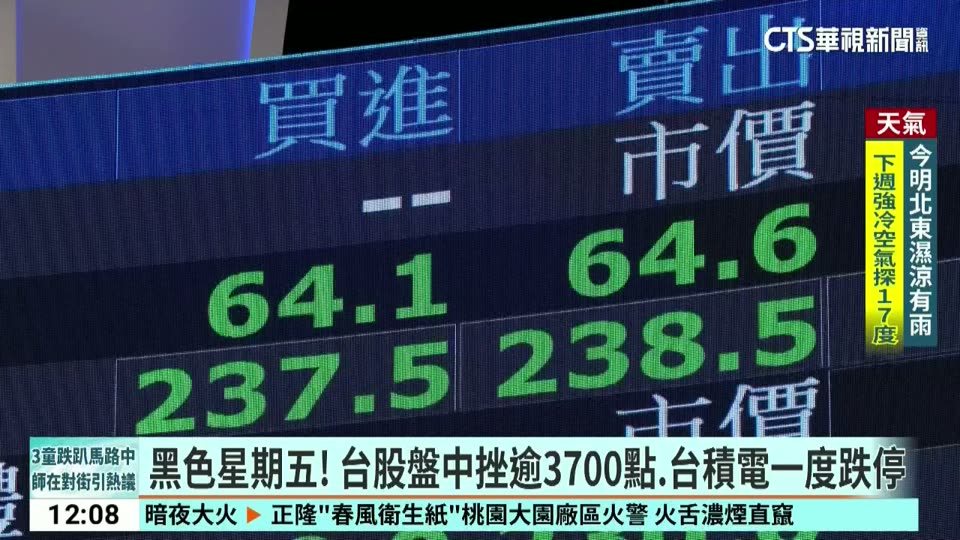 CTS華視新聞資訊
買進 賣出
-- 市價
64.1 64.6
237.5 238.5
市價
天氣
今明北東濕涼有雨
下週強冷空氣探17度
3童跌趴馬路中
師在對街引熱議
黑色星期五! 台股盤中挫逾3700點.台積電一度跌停
12:08
暗夜大火 ▶ 正隆"春風衛生紙"桃園大園廠區火警 火舌濃煙直竄